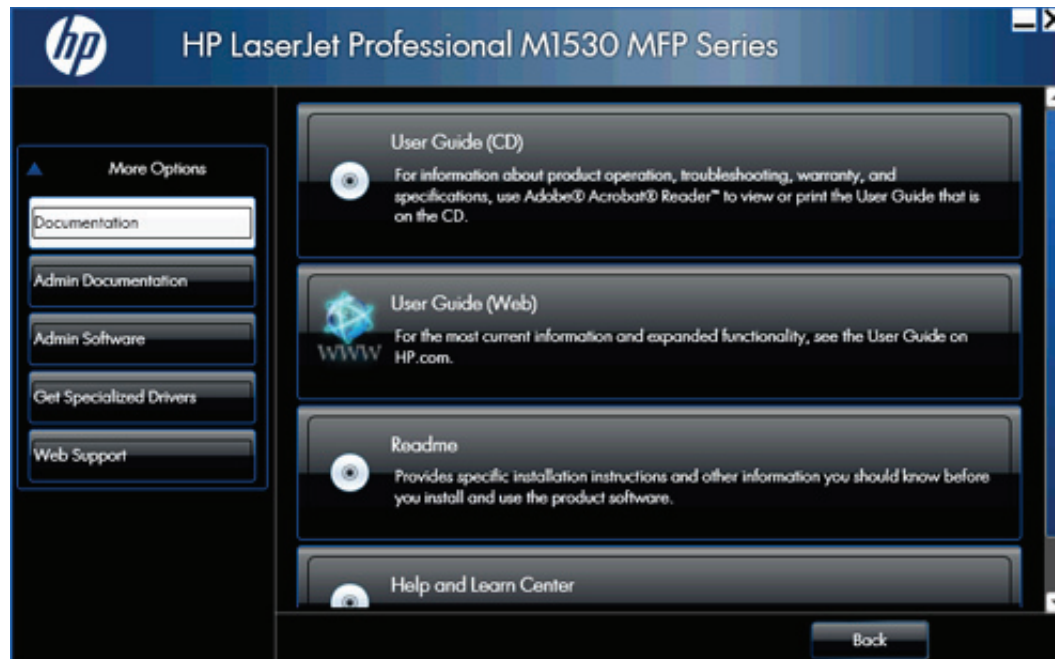 hp
HP LaserJet Professional M1530 MFP Series
More Options
Documentation
Admin Documentation
Admin Software
Get Specialized Drivers
Web Support
User Guide (CD)
For information about product operation, troubleshooting, warranty, and
specifications, use Adobe® Acrobat® Reader™ to view or print the User Guide that is
on the CD.
User Guide (Web)
For the most current information and expanded functionality, see the User Guide on
HP.com.
WWW
Readme
Provides specific installation instructions and other information you should know before
you install and use the product software.
Help and Learn Center
Back